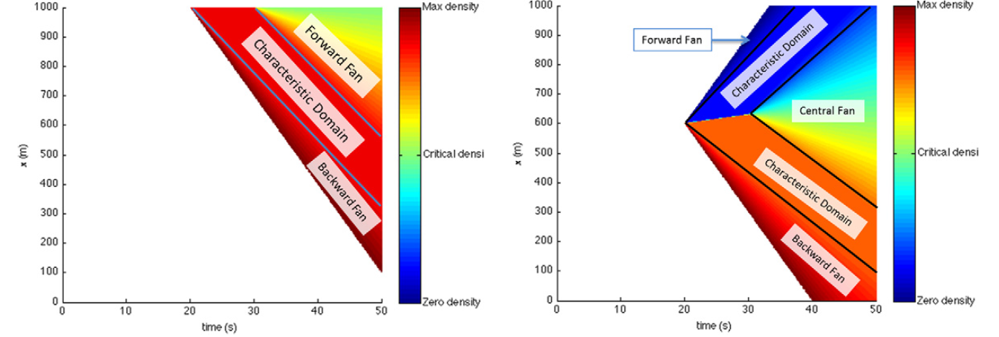 1000
900
800
700
600
500
400
300
200
100
0
0
10
20
30
40
50
x (m)
time (s)
Characteristic Domain
Forward Fan
Backward Fan
Max density
Critical densi
Zero density
1000
900
800
700
600
500
400
300
200
100
0
0
10
20
30
40
50
x (m)
time (s)
Forward Fan
Characteristic Domain
Central Fan
Characteristic Domain
Backward Fan
Max density
Critical densi
Zero density